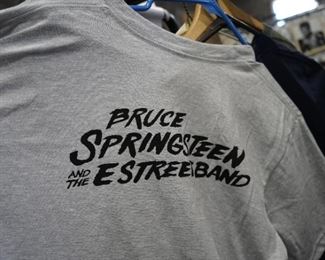 BRUCE
SPRINGSTEEN
AND THE E STREET BAND